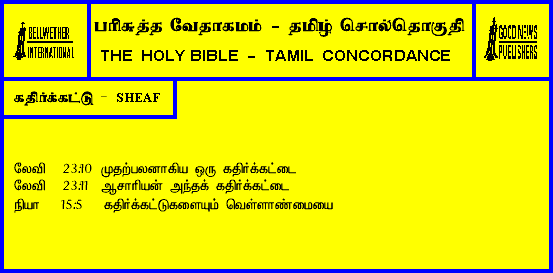 BELLWETHER
INTERNATIONAL
பரிசுத்த வேதாகமம் - தமிழ் சொல்தொகுதி
THE HOLY BIBLE - TAMIL CONCORDANCE
GOOD NEWS
PUBLISHERS
கதிர்க்கட்டு - SHEAF
லேவி 23:10 முதற்பலனாகிய ஒரு கதிர்க்கட்டை
லேவி 23:11 ஆசாரியன் அந்தக் கதிர்க்கட்டை
நியா 15:5 கதிர்க்கட்டுகளையும் வெள்ளாண்மையை